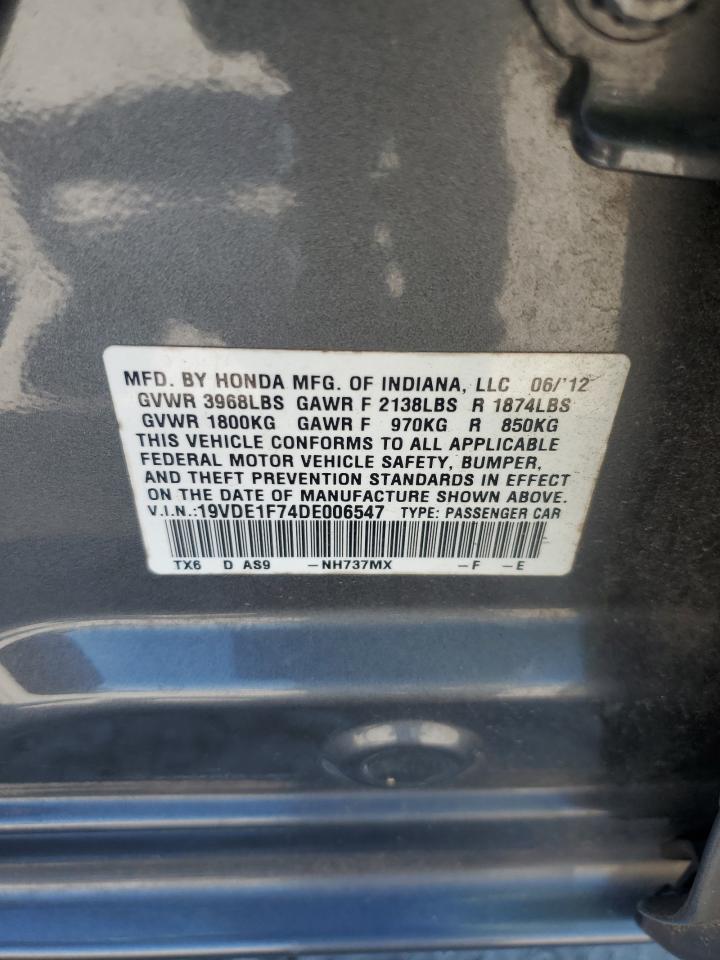 MFD. BY HONDA MFG. OF INDIANA, LLC 06/'12
GVWR 3968LBS GAWR F 2138LBS R 1874LBS
GVWR 1800KG GAWR F 970KG R 850KG
THIS VEHICLE CONFORMS TO ALL APPLICABLE
FEDERAL MOTOR VEHICLE SAFETY, BUMPER,
AND THEFT PREVENTION STANDARDS IN EFFECT
ON THE DATE OF MANUFACTURE SHOWN ABOVE.
V.I.N.:19VDE1F74DE006547 TYPE: PASSENGER CAR
TX6 D AS9 -NH737MX -F -E